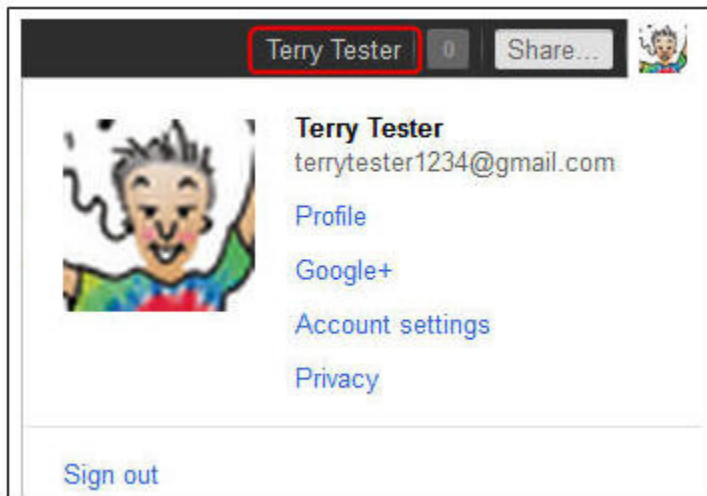 Terry Tester 0 Share...
Terry Tester
terrytester1234@gmail.com
Profile
Google+
Account settings
Privacy
Sign out